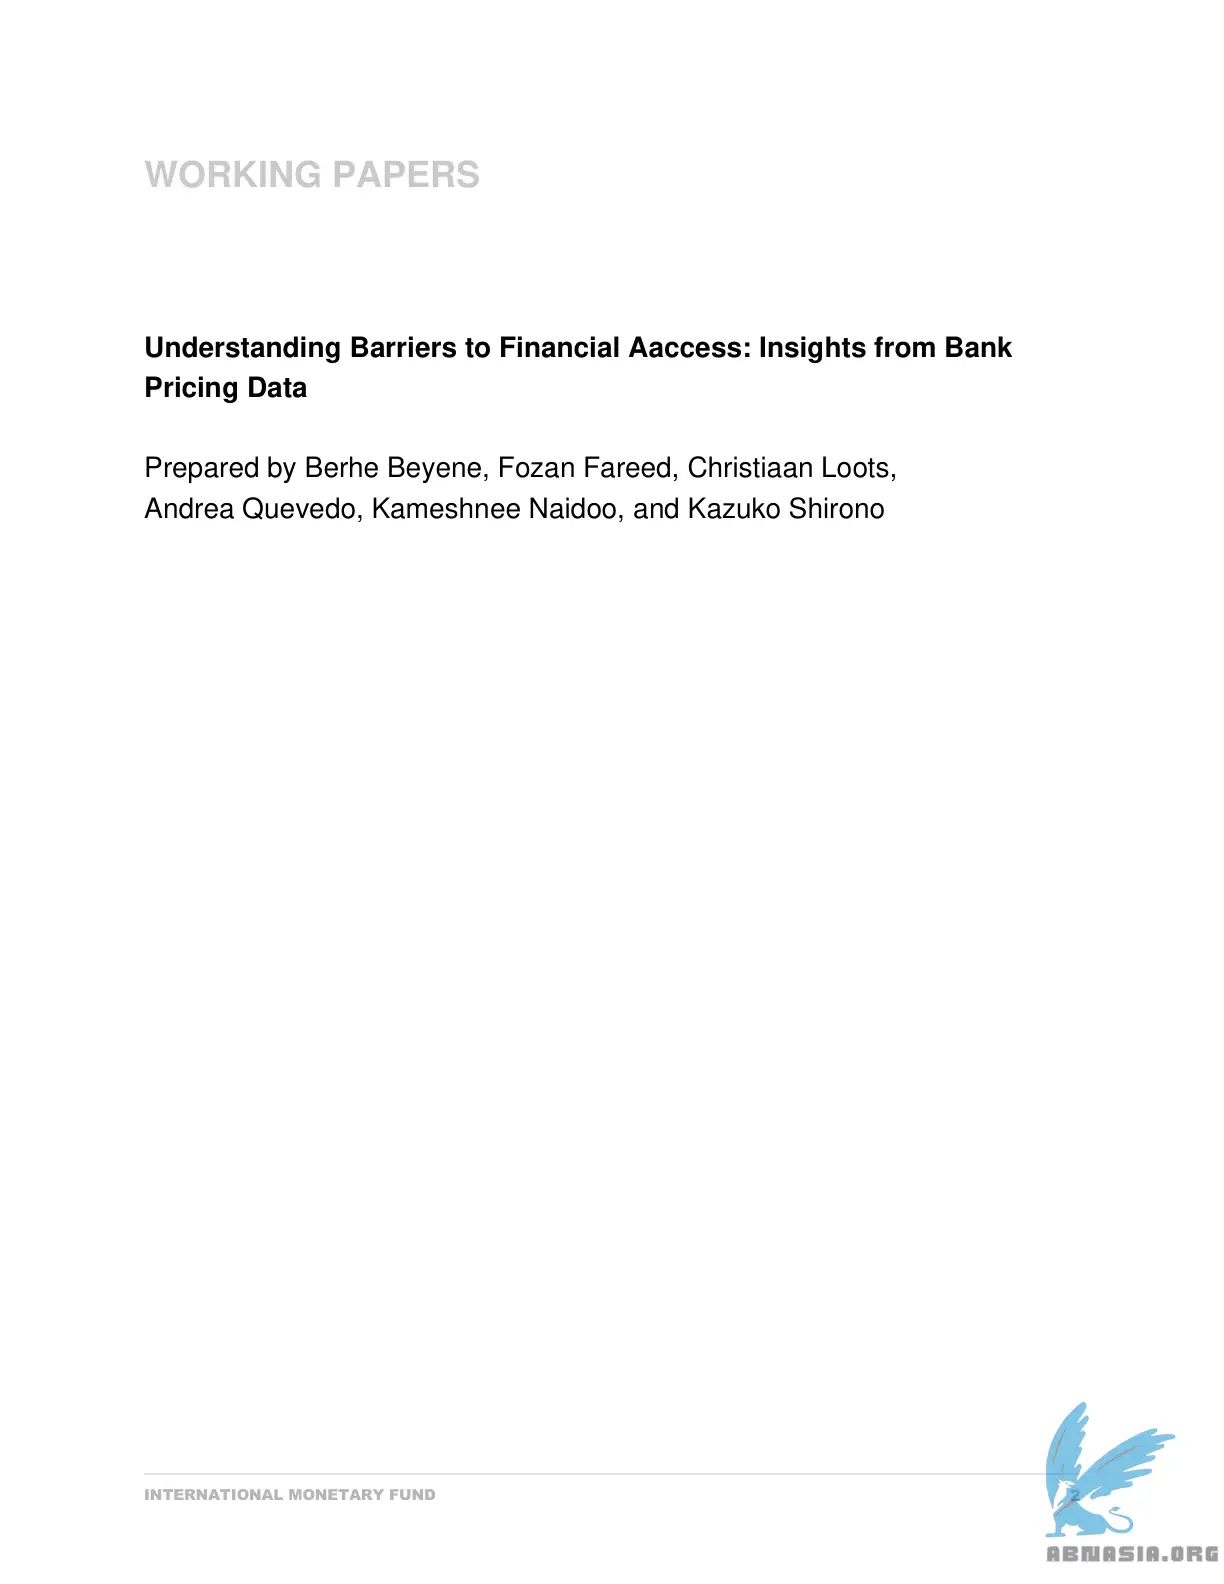 WORKING PAPERS
Understanding Barriers to Financial Aaccess: Insights from Bank
Pricing Data
Prepared by Berhe Beyene, Fozan Fareed, Christiaan Loots,
Andrea Quevedo, Kameshnee Naidoo, and Kazuko Shirono
INTERNATIONAL MONETARY FUND
2
ABNASIA.ORG